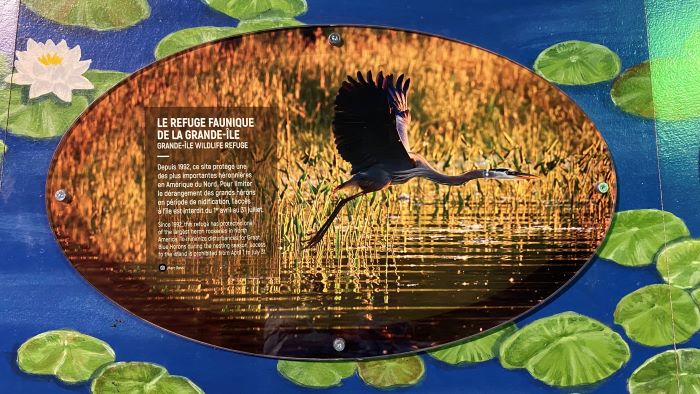 LE REFUGE FAUNIQUE
DE LA GRANDE-ÎLE
GRANDE-ÎLE WILDLIFE REFUGE
Depuis 1992, ce site protège une
des plus importantes héronnières
en Amérique du Nord. Pour limiter
le dérangement des grands hérons
en période de nidification, l'accès
à l'île est interdit du 1er avril au 31 juillet.
Since 1992, this refuge has protected one
of the largest heron rookeries in North
America. To minimize disturbances for Great
Blue Herons during the nesting season, access
to the island is prohibited from April 1 to July 31.